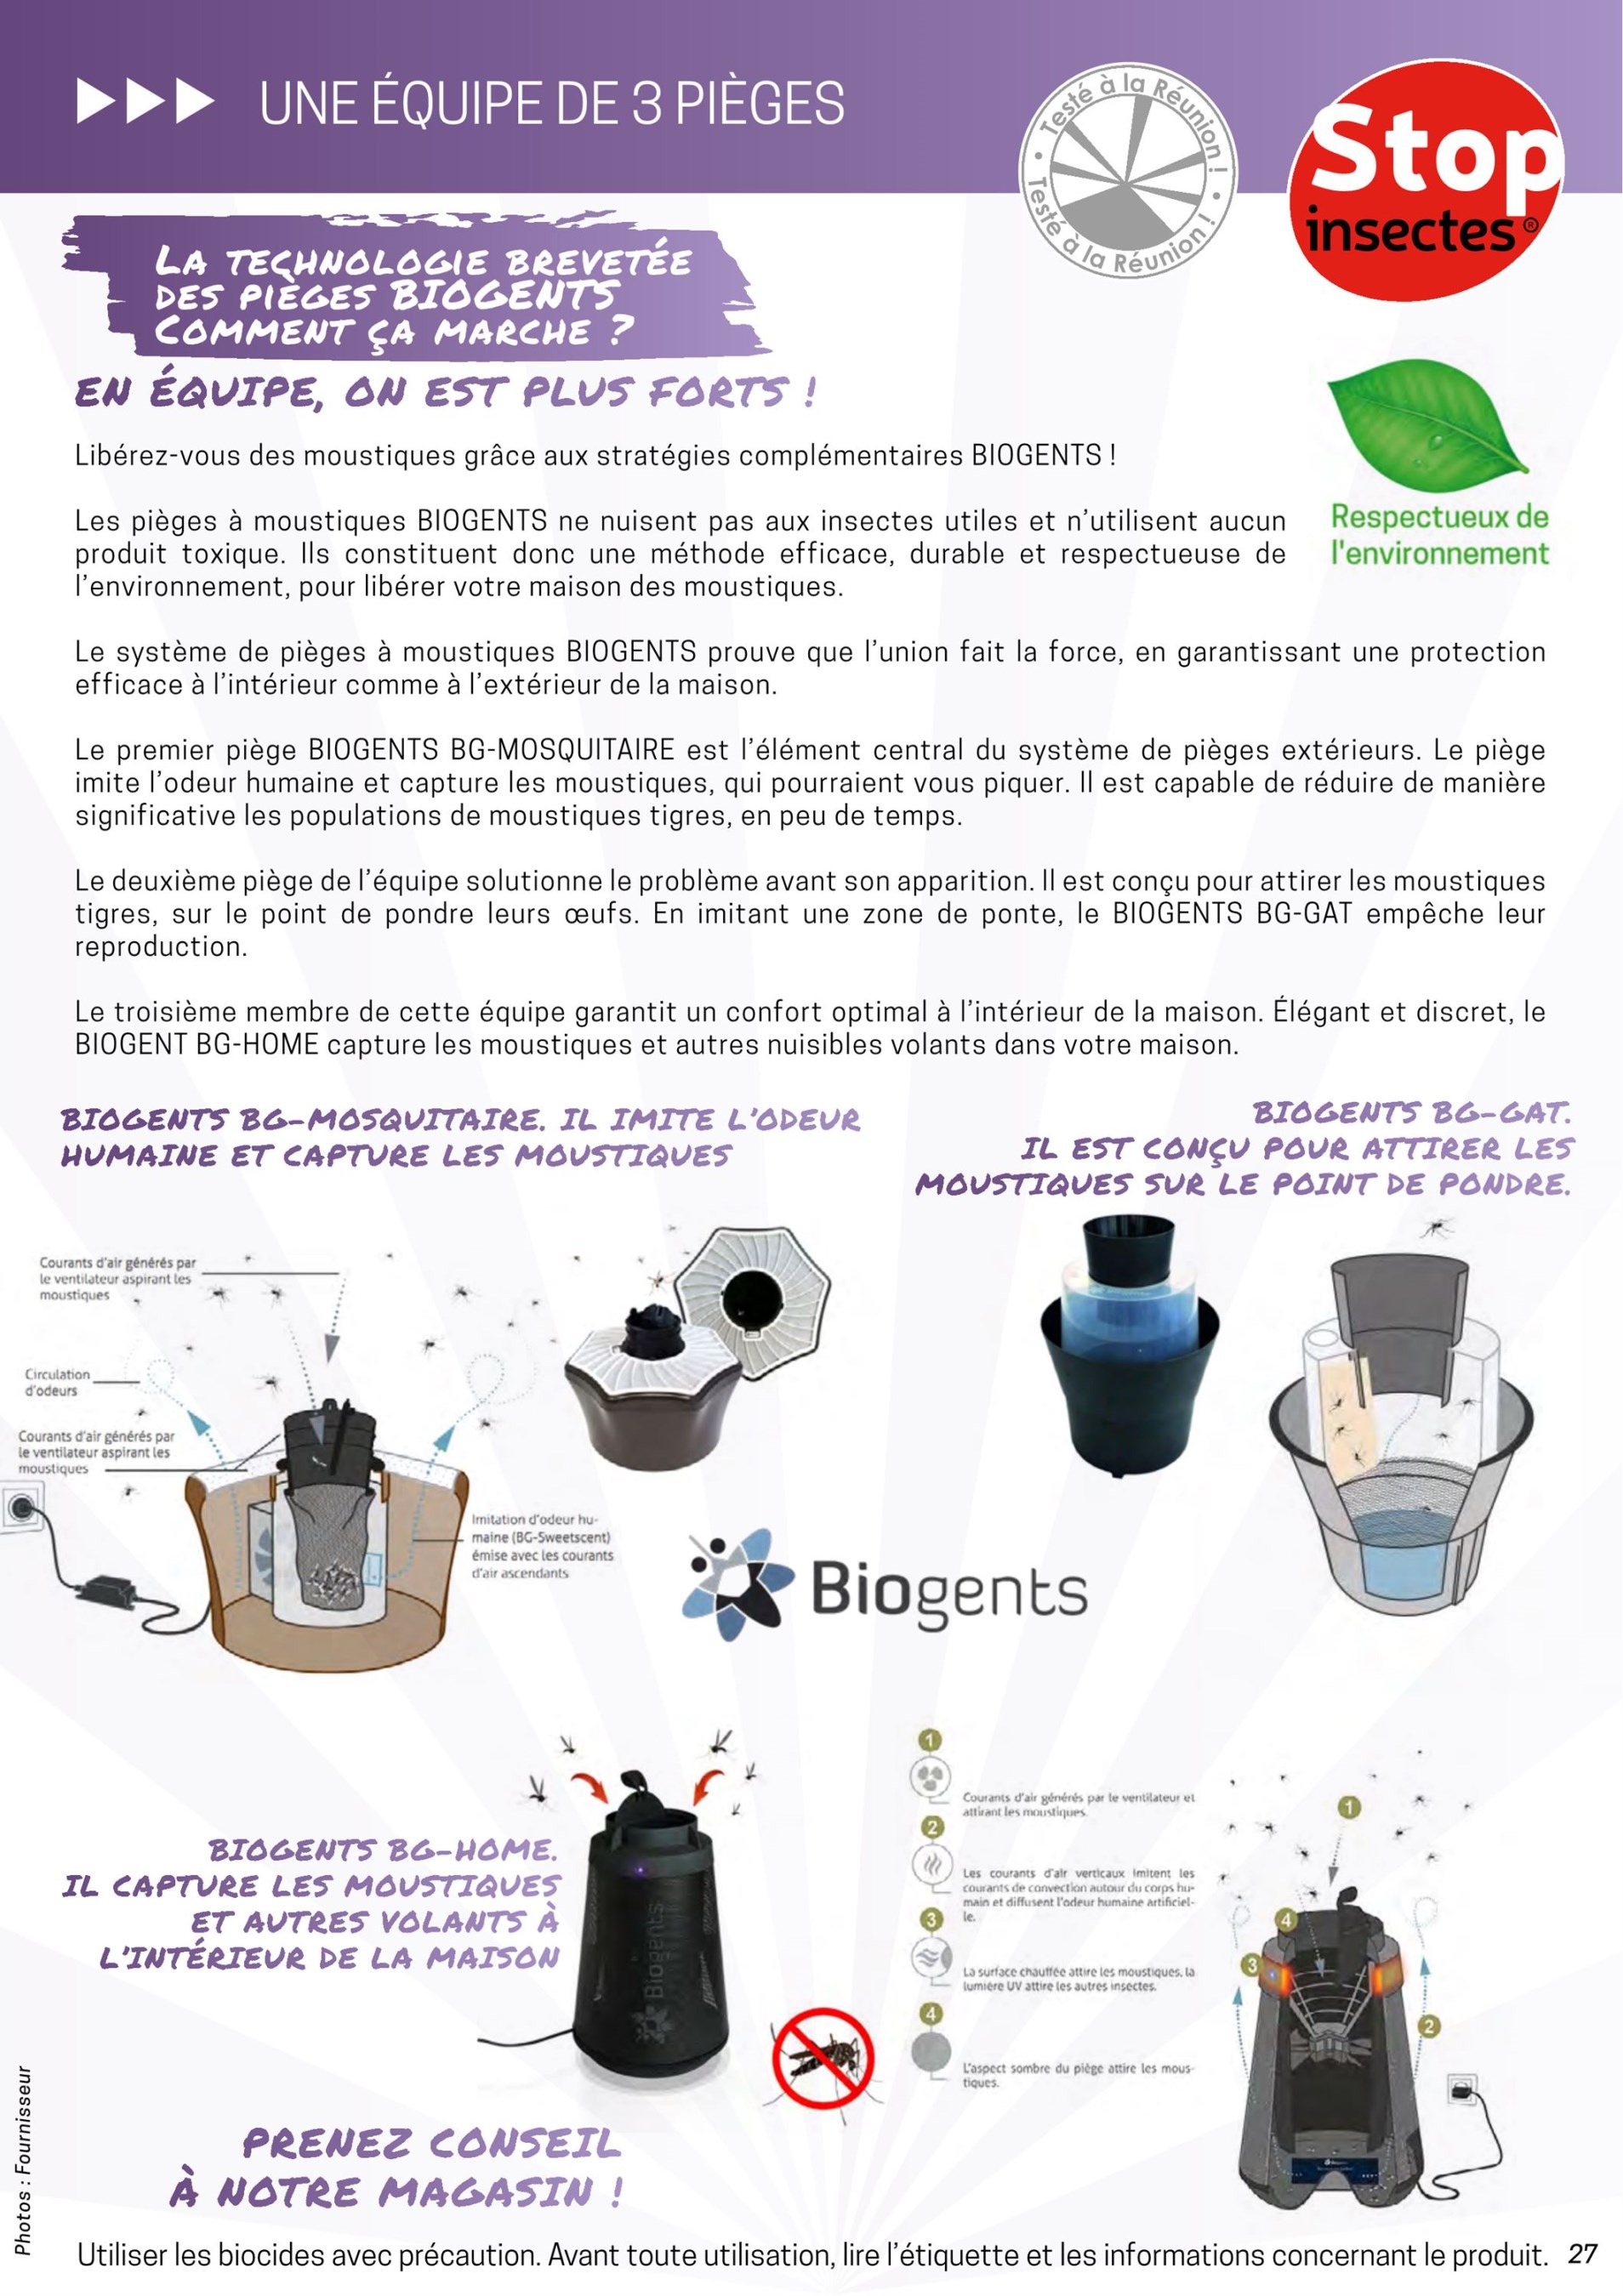 UNE ÉQUIPE DE 3 PIÈGES
• Testé à la Réunion ! • Testé à la Réunion !
Stop
insectes®
LA TECHNOLOGIE BREVETÉE
DES PIÈGES BIOGENTS
COMMENT ÇA MARCHE ?
EN ÉQUIPE, ON EST PLUS FORTS !
Libérez-vous des moustiques grâce aux stratégies complémentaires BIOGENTS !
Les pièges à moustiques BIOGENTS ne nuisent pas aux insectes utiles et n'utilisent aucun
produit toxique. Ils constituent donc une méthode efficace, durable et respectueuse de
l'environnement, pour libérer votre maison des moustiques.
Respectueux de
l'environnement
Le système de pièges à moustiques BIOGENTS prouve que l'union fait la force, en garantissant une protection
efficace à l'intérieur comme à l'extérieur de la maison.
Le premier piège BIOGENTS BG-MOSQUITAIRE est l'élément central du système de pièges extérieurs. Le piège
imite l'odeur humaine et capture les moustiques, qui pourraient vous piquer. Il est capable de réduire de manière
significative les populations de moustiques tigres, en peu de temps.
Le deuxième piège de l'équipe solutionne le problème avant son apparition. Il est conçu pour attirer les moustiques
tigres, sur le point de pondre leurs œufs. En imitant une zone de ponte, le BIOGENTS BG-GAT empêche leur
reproduction.
Le troisième membre de cette équipe garantit un confort optimal à l'intérieur de la maison. Élégant et discret, le
BIOGENT BG-HOME capture les moustiques et autres nuisibles volants dans votre maison.
BIOGENTS BG-MOSQUITAIRE. IL IMITE L'ODEUR
HUMAINE ET CAPTURE LES MOUSTIQUES
BIOGENTS BG-GAT.
IL EST CONÇU POUR ATTIRER LES
MOUSTIQUES SUR LE POINT DE PONDRE.
Courants d'air générés par
le ventilateur aspirant les
moustiques
Circulation
d'odeurs
Courants d'air générés par
le ventilateur aspirant les
moustiques
Imitation d'odeur hu-
maine (BG-Sweetscent)
émise avec les courants
d'air ascendants
Biogents
BIOGENTS BG-HOME.
IL CAPTURE LES MOUSTIQUES
ET AUTRES VOLANTS À
L'INTÉRIEUR DE LA MAISON
Biogents
1
Courants d'air générés par le ventilateur et
attirant les moustiques.
2
Les courants d'air verticaux imitent les
courants de convection autour du corps hu-
main et diffusent l'odeur humaine artificiel-
le.
3
La surface chauffée attire les moustiques, la
lumière UV attire les autres insectes.
4
L'aspect sombre du piège attire les mous-
tiques.
1
4
3
2
PRENEZ CONSEIL
À NOTRE MAGASIN !
Photos : Fournisseur
Utiliser les biocides avec précaution. Avant toute utilisation, lire l'étiquette et les informations concernant le produit. 27